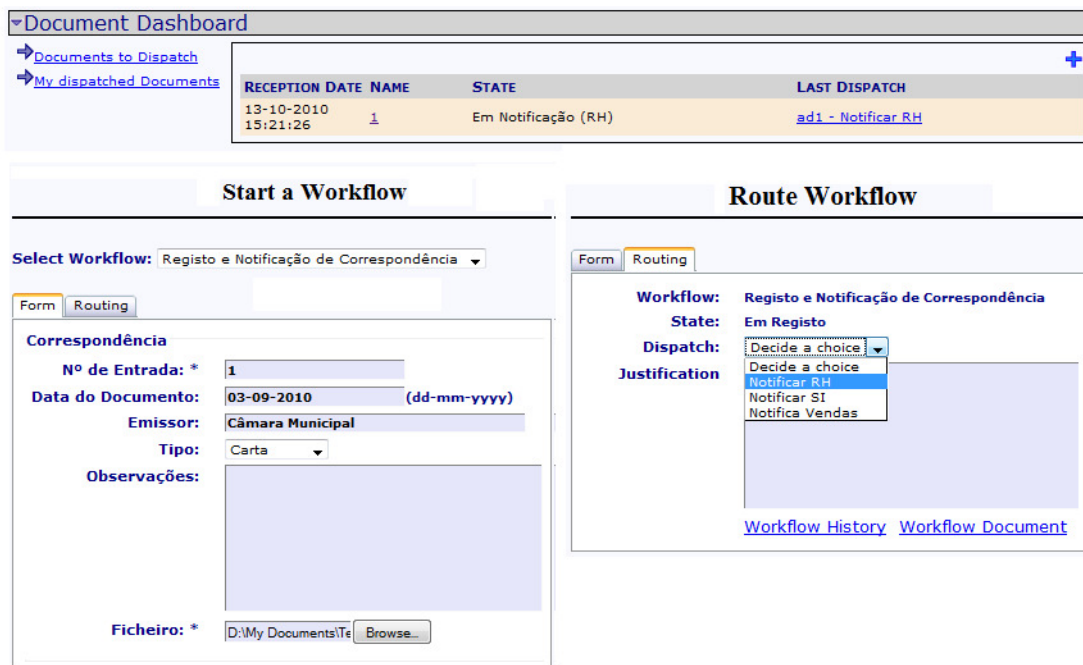 Document Dashboard
Documents to Dispatch
My dispatched Documents
RECEPTION DATE NAME STATE LAST DISPATCH
13-10-2010 15:21:26 1 Em Notificação (RH) ad1 - Notificar RH
Start a Workflow
Select Workflow: Registo e Notificação de Correspondência
Form Routing
Correspondência
Nº de Entrada: * 1
Data do Documento: 03-09-2010 (dd-mm-yyyy)
Emissor: Câmara Municipal
Tipo: Carta
Observações:
Ficheiro: * D:\My Documents\Te Browse...
Route Workflow
Form Routing
Workflow: Registo e Notificação de Correspondência
State: Em Registo
Dispatch: Decide a choice
Decide a choice
Justification
Notificar RH
Notificar SI
Notifica Vendas
Workflow History Workflow Document